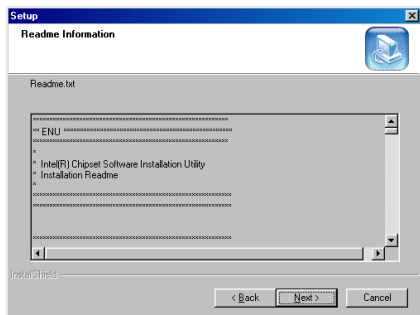 Setup
Readme Information
Readme.txt
** ENU
*
* Intel(R) Chipset Software Installation Utility
* Installation Readme
*
InstallShield
< Back
Next >
Cancel